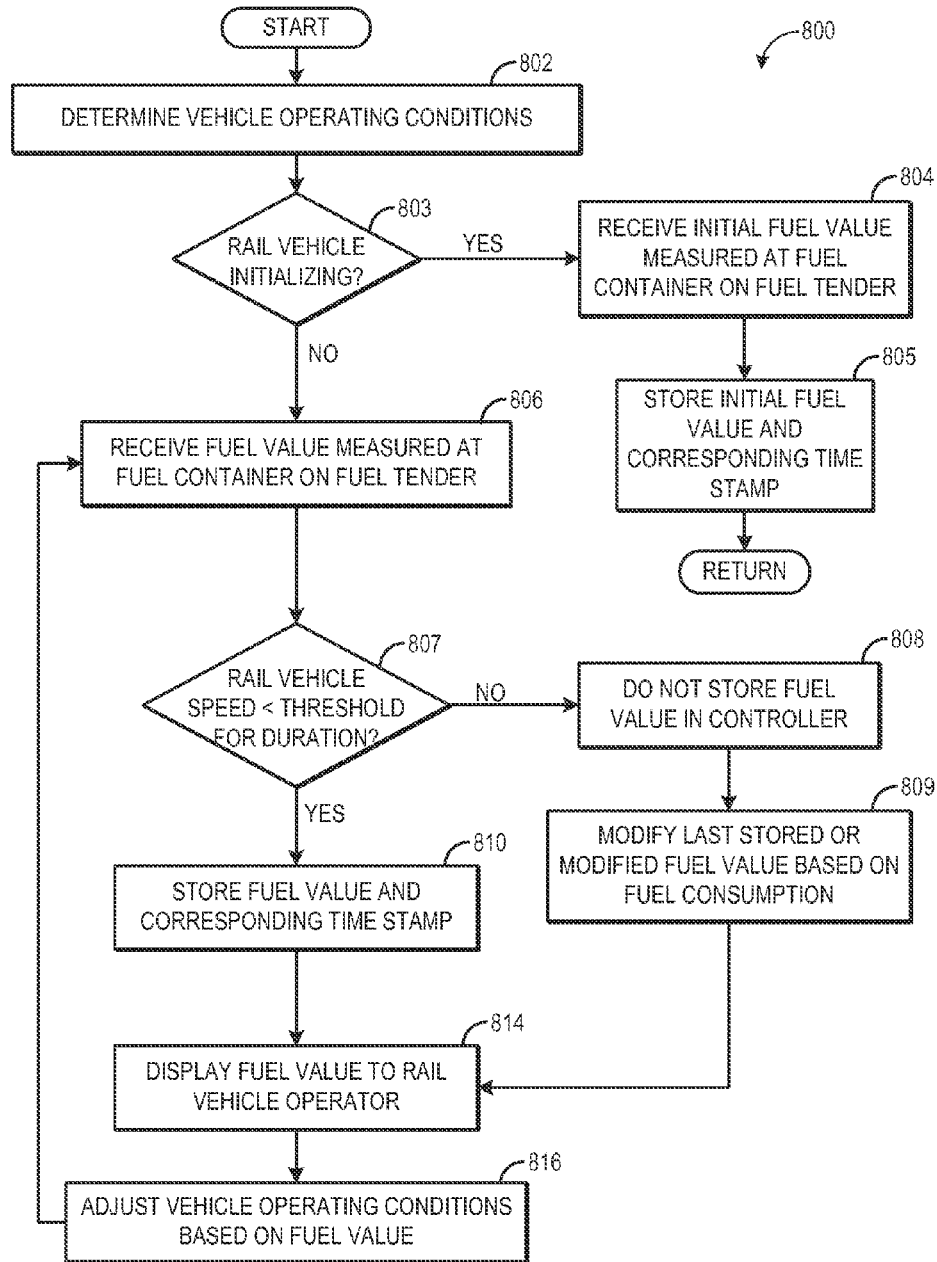 START
800
802
DETERMINE VEHICLE OPERATING CONDITIONS
803
RAIL VEHICLE
INITIALIZING?
YES
804
RECEIVE INITIAL FUEL VALUE
MEASURED AT FUEL
CONTAINER ON FUEL TENDER
NO
805
STORE INITIAL FUEL
VALUE AND
CORRESPONDING TIME
STAMP
RETURN
806
RECEIVE FUEL VALUE MEASURED AT
FUEL CONTAINER ON FUEL TENDER
807
RAIL VEHICLE
SPEED < THRESHOLD
FOR DURATION?
NO
808
DO NOT STORE FUEL
VALUE IN CONTROLLER
809
MODIFY LAST STORED OR
MODIFIED FUEL VALUE BASED ON
FUEL CONSUMPTION
YES
810
STORE FUEL VALUE AND
CORRESPONDING TIME STAMP
814
DISPLAY FUEL VALUE TO RAIL
VEHICLE OPERATOR
816
ADJUST VEHICLE OPERATING CONDITIONS
BASED ON FUEL VALUE